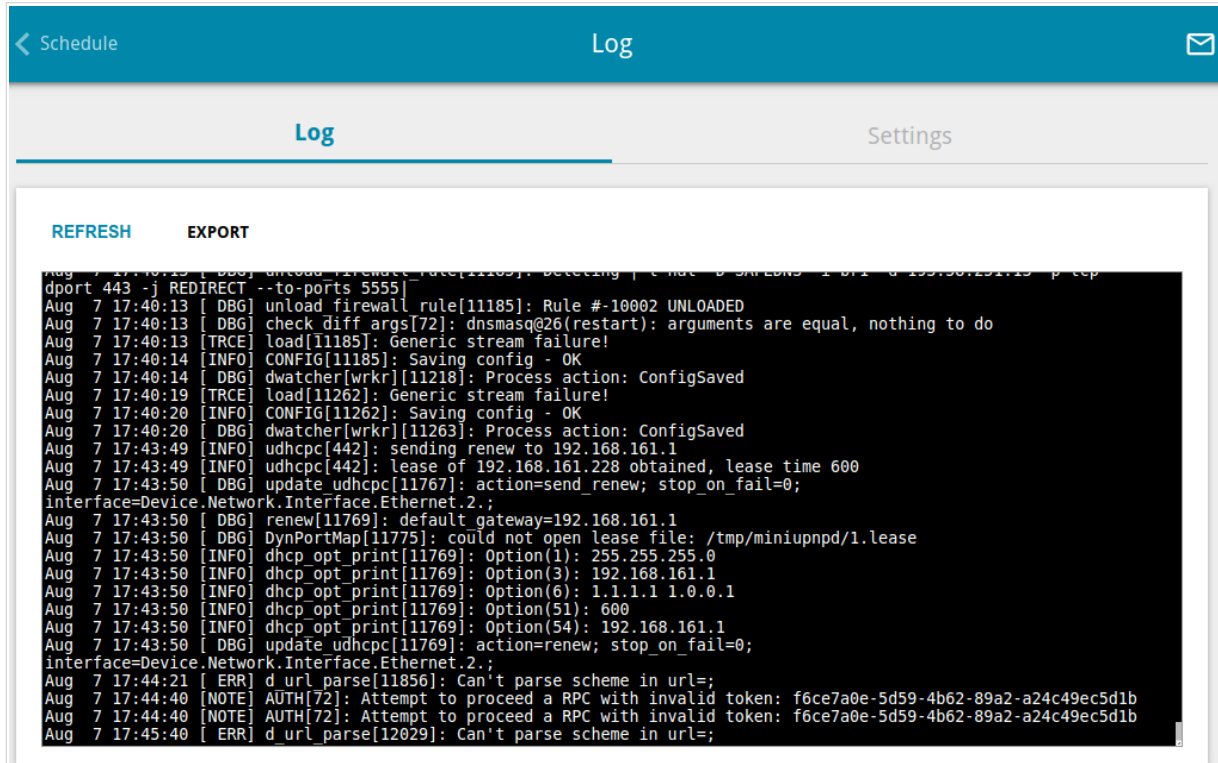 Schedule
Log
Log
Settings
REFRESH
EXPORT
Aug  7 17:40:13 [ DBG] unload_firewall_rule[11185]: Deleting
dport 443 -j REDIRECT --to-ports 5555|
Aug  7 17:40:13 [ DBG] unload_firewall_rule[11185]: Rule #-10002 UNLOADED
Aug  7 17:40:13 [ DBG] check_diff_args[72]: dnsmasq@26(restart): arguments are equal, nothing to do
Aug  7 17:40:13 [TRCE] load[11185]: Generic stream failure!
Aug  7 17:40:14 [INFO] CONFIG[11185]: Saving config - OK
Aug  7 17:40:14 [ DBG] dwatcher[wrkr][11218]: Process action: ConfigSaved
Aug  7 17:40:19 [TRCE] load[11262]: Generic stream failure!
Aug  7 17:40:20 [INFO] CONFIG[11262]: Saving config - OK
Aug  7 17:40:20 [ DBG] dwatcher[wrkr][11263]: Process action: ConfigSaved
Aug  7 17:43:49 [INFO] udhcpc[442]: sending renew to 192.168.161.1
Aug  7 17:43:49 [INFO] udhcpc[442]: lease of 192.168.161.228 obtained, lease time 600
Aug  7 17:43:50 [ DBG] update_udhcpc[11767]: action=send_renew; stop_on_fail=0;
interface=Device.Network.Interface.Ethernet.2.;
Aug  7 17:43:50 [ DBG] renew[11769]: default_gateway=192.168.161.1
Aug  7 17:43:50 [ DBG] DynPortMap[11775]: could not open lease file: /tmp/miniupnpd/1.lease
Aug  7 17:43:50 [INFO] dhcp_opt_print[11769]: Option(1): 255.255.255.0
Aug  7 17:43:50 [INFO] dhcp_opt_print[11769]: Option(3): 192.168.161.1
Aug  7 17:43:50 [INFO] dhcp_opt_print[11769]: Option(6): 1.1.1.1 1.0.0.1
Aug  7 17:43:50 [INFO] dhcp_opt_print[11769]: Option(51): 600
Aug  7 17:43:50 [INFO] dhcp_opt_print[11769]: Option(54): 192.168.161.1
Aug  7 17:43:50 [ DBG] update_udhcpc[11769]: action=renew; stop_on_fail=0;
interface=Device.Network.Interface.Ethernet.2.;
Aug  7 17:44:21 [ ERR] d_url_parse[11856]: Can't parse scheme in url=;
Aug  7 17:44:40 [NOTE] AUTH[72]: Attempt to proceed a RPC with invalid token: f6ce7a0e-5d59-4b62-89a2-a24c49ec5d1b
Aug  7 17:44:40 [NOTE] AUTH[72]: Attempt to proceed a RPC with invalid token: f6ce7a0e-5d59-4b62-89a2-a24c49ec5d1b
Aug  7 17:45:40 [ ERR] d_url_parse[12029]: Can't parse scheme in url=;